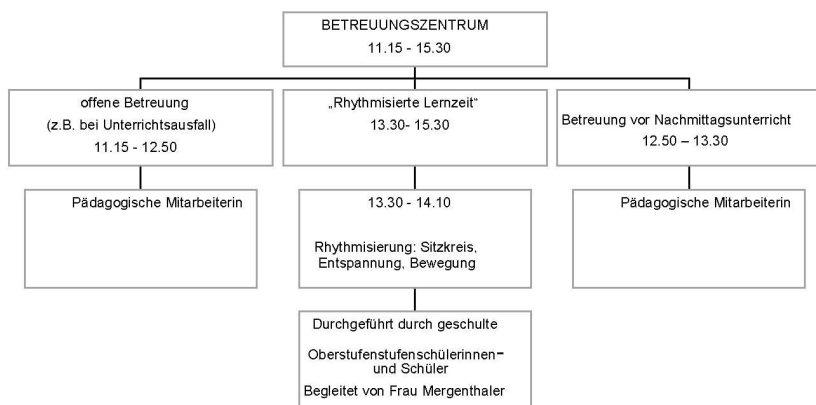 BETREUUNGSZENTRUM
11.15 - 15.30
offene Betreuung
(z.B. bei Unterrichtsausfall)
11.15 - 12.50
„Rhythmisierte Lernzeit“
13.30- 15.30
Betreuung vor Nachmittagsunterricht
12.50 – 13.30
Pädagogische Mitarbeiterin
13.30 - 14.10
Rhythmisierung: Sitzkreis,
Entspannung, Bewegung
Pädagogische Mitarbeiterin
Durchgeführt durch geschulte
Oberstufenstufenschülerinnen-
und Schüler
Begleitet von Frau Mergenthaler